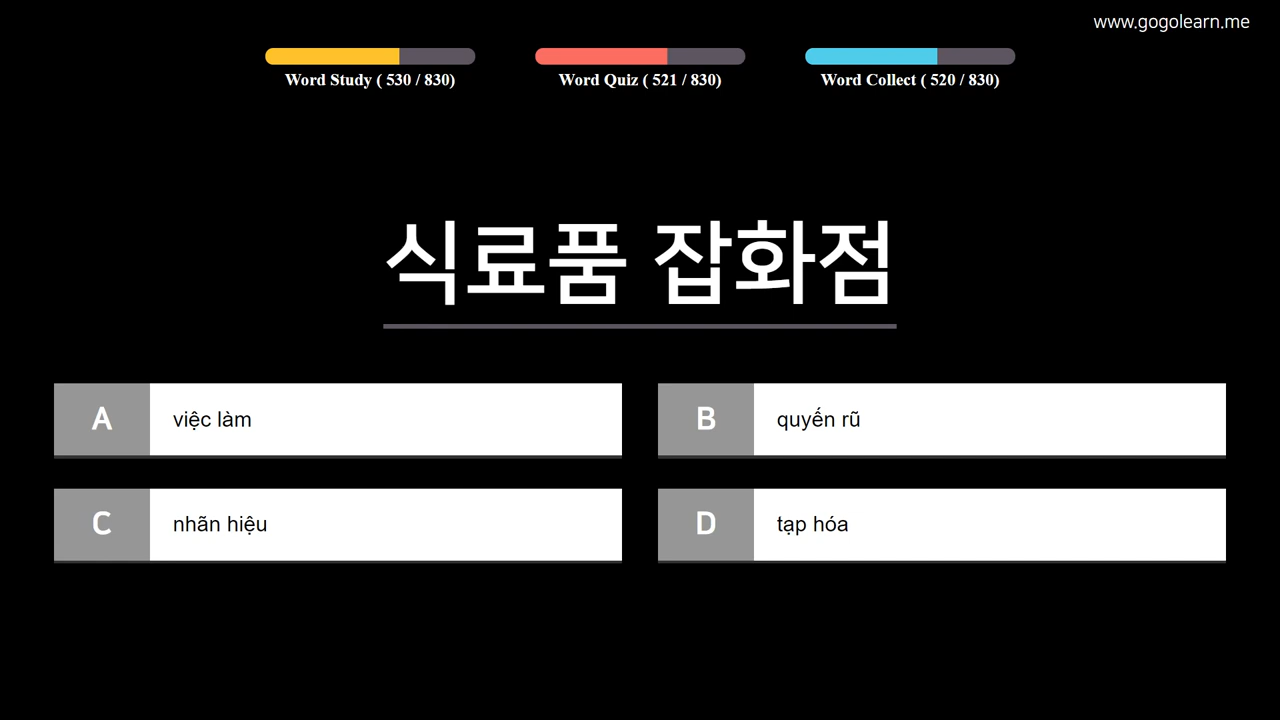 www.gogolearn.me
Word Study ( 530 / 830)
Word Quiz ( 521 / 830)
Word Collect ( 520 / 830)
식료품 잡화점
A việc làm
B quyến rũ
C nhãn hiệu
D tạp hóa